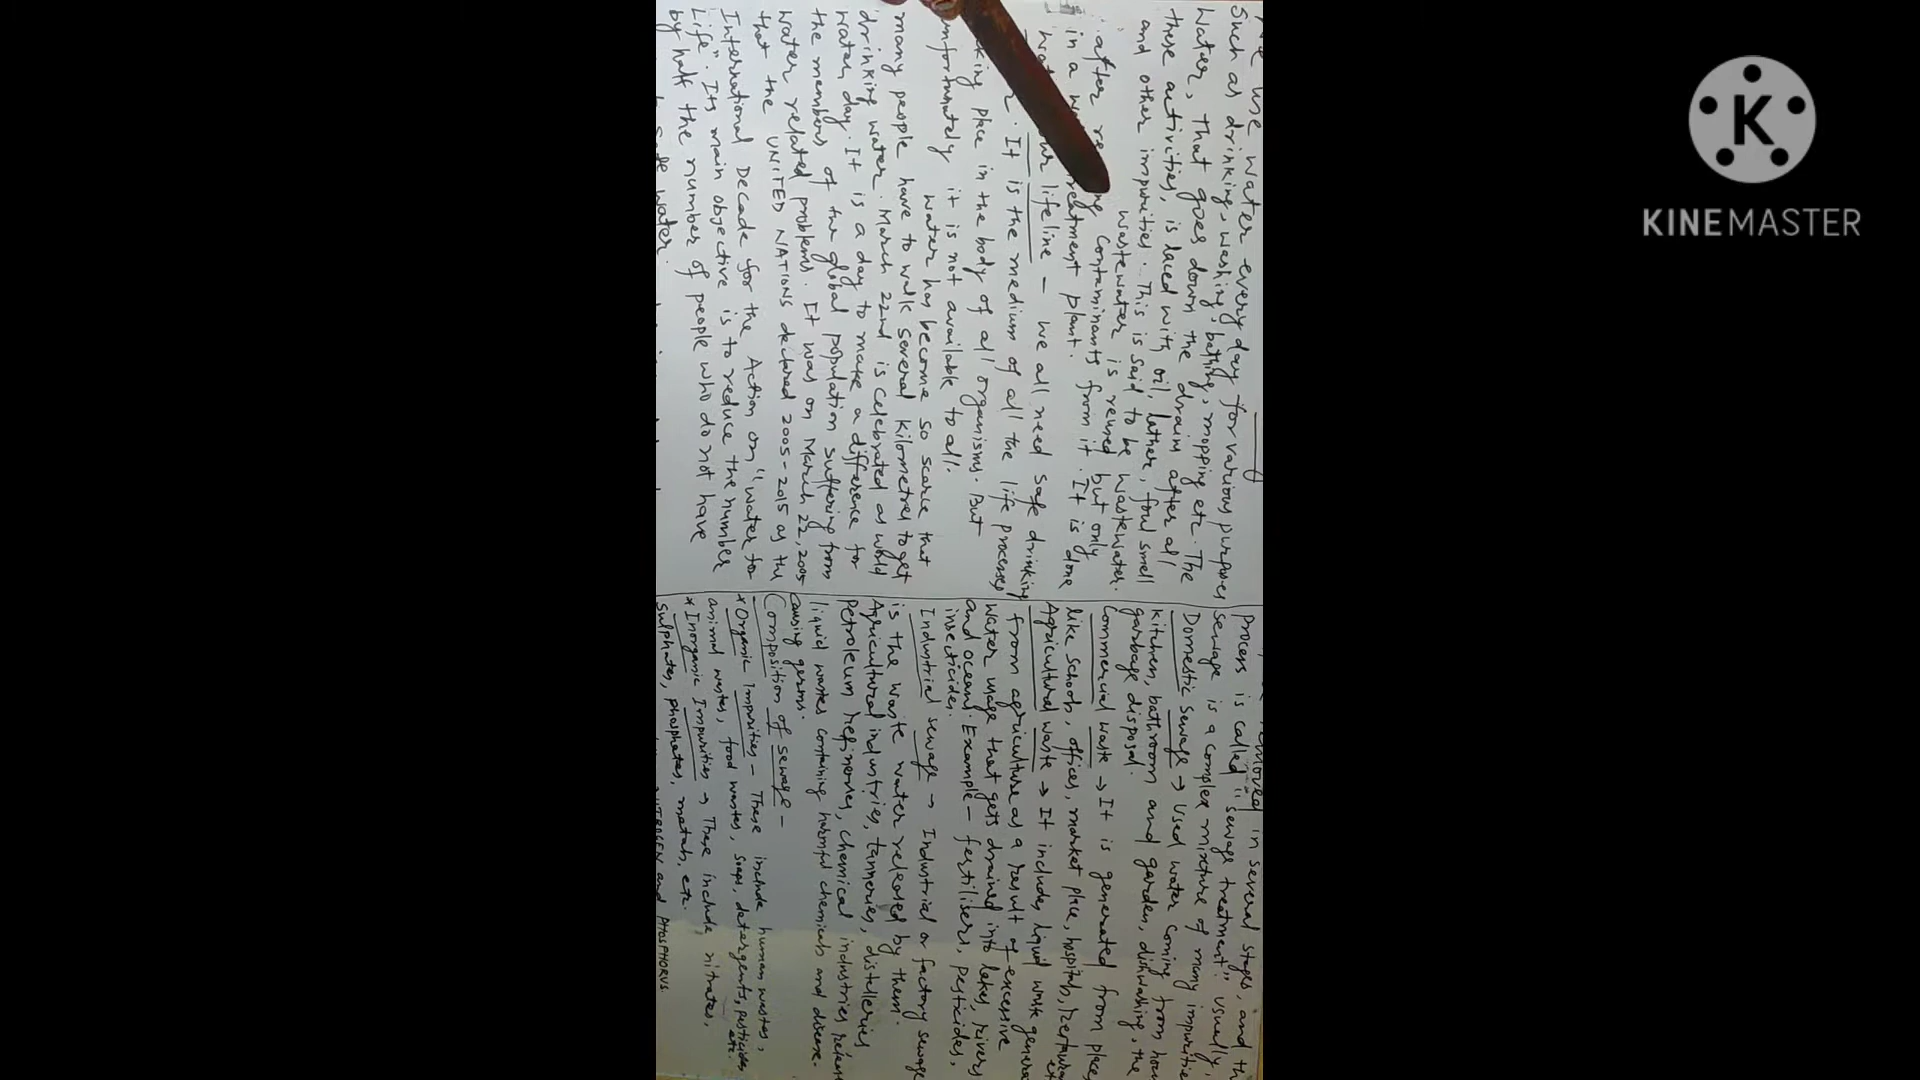 use water everyday for various purposes
Such as drinking, washing, bathing, mopping etc. The
water, that goes down the drains after all
these activities, is laced with oil, lather, foul smell
and other impurities. This is said to be wastewater.
Wastewater is reused but only
after contaminants from it. It is done
in a treatment plant.
lifeline - we all need safe drinking
It is the medium of all the life processes
place in the body of all organisms. But
unfortunately it is not available to all.
Water has become so scarce that
many people have to walk several kilometres to get
drinking water. March 22nd is celebrated as world
water day. It is a day to make a difference for
the members of the global population suffering from
water related problems. It was on March 22, 2005
that the UNITED NATIONS declared 2005-2015 as the
International Decade for the Action on "Water for
Life". Its main objective is to reduce the number
by half the number of people who do not have
safe water.
removed in several stages, and th
process is called "sewage treatment". Usually,
sewage is a complex mixture of many impurities
Domestic Sewage → Used water coming from hou
kitchen, bathroom and garden, dishwashing, the
garbage disposal.
Commercial waste → It is generated from places
like schools, offices, market place, hospitals,
Agricultural waste → It includes liquid waste genera
from agriculture as a result of excessive
water usage that gets drained into lakes, rivers
and oceans. Example - fertilisers, pesticides,
insecticides.
Industrial sewage → Industrial or factory sewage
is the waste water released by them.
Agricultural industries, tanneries, distelleries
petroleum refineries, chemical industries release
liquid wastes containing harmful chemicals and disease.
causing germs.
Composition of sewage -
* Organic Impurities - These include human wastes,
animal wastes, food wastes, soaps, detergents, pesticides
etc.
* Inorganic Impurities → These include nitrates,
sulphates, phosphates, metals, etc.
NITROGEN and PHOSPHORUS.
K
KINEMASTER